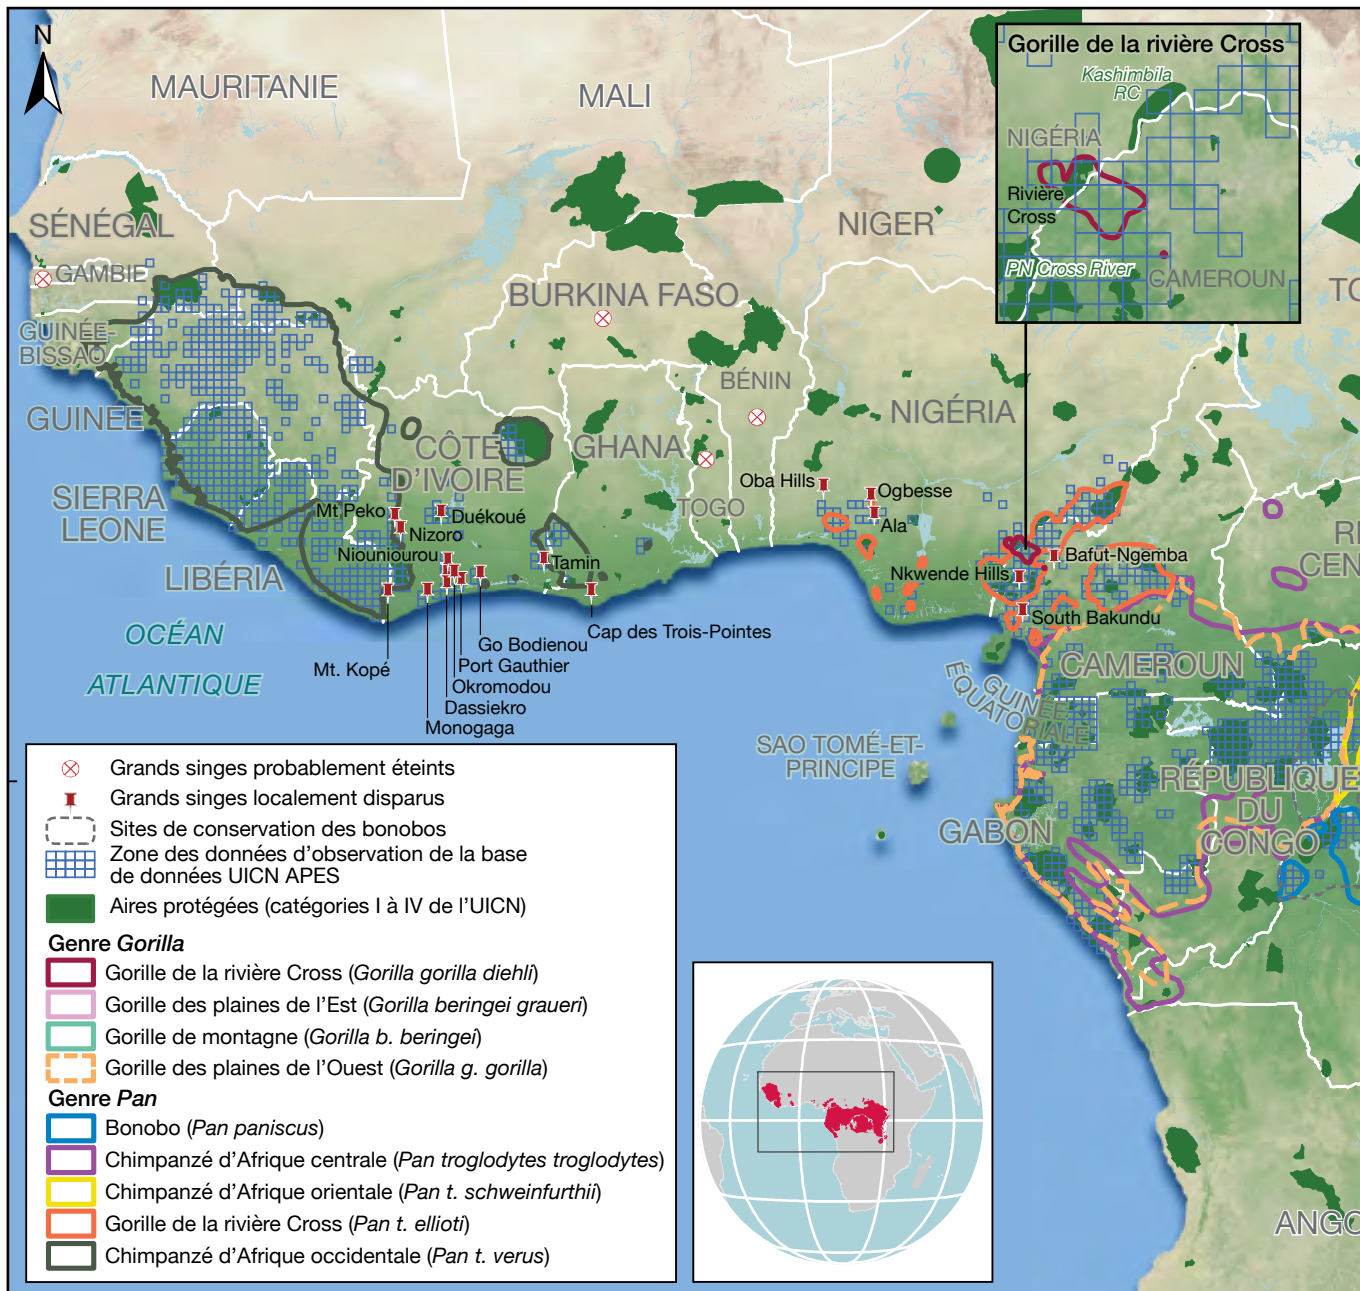 N
MAURITANIE
MALI
NIGER
SÉNÉGAL
GAMBIE
GUINÉE-
BISSAO
GUINÉE
SIERRA
LEONE
LIBÉRIA
BURKINA FASO
BÉNIN
CÔTE
D'IVOIRE
GHANA
TOGO
NIGÉRIA
Gorille de la rivière Cross
Kashimbila
RC
NIGÉRIA
Rivière
Cross
PN Cross River
CAMEROUN
Oba Hills
Ogbesse
Ala
Mt Peko
Duékoué
Nizoro
Niouniourou
Tamin
Bafut-Ngemba
Nkwende Hills
South Bakundu
Cap des Trois-Pointes
Go Bodienou
Port Gauthier
Okromodou
Dassiekro
Monogaga
Mt. Kopé
OCÉAN
ATLANTIQUE
CAMEROUN
GUINÉE
ÉQUATORIALE
SAO TOMÉ-ET-
PRINCIPE
GABON
RÉPUBLIQUE
DU
CONGO
CEN
ANGO
Grands singes probablement éteints
Grands singes localement disparus
Sites de conservation des bonobos
Zone des données d'observation de la base
de données UICN APES
Aires protégées (catégories I à IV de l'UICN)
Genre Gorilla
Gorille de la rivière Cross (Gorilla gorilla diehli)
Gorille des plaines de l'Est (Gorilla beringei graueri)
Gorille de montagne (Gorilla b. beringei)
Gorille des plaines de l'Ouest (Gorilla g. gorilla)
Genre Pan
Bonobo (Pan paniscus)
Chimpanzé d'Afrique centrale (Pan troglodytes troglodytes)
Chimpanzé d'Afrique orientale (Pan t. schweinfurthii)
Gorille de la rivière Cross (Pan t. ellioti)
Chimpanzé d'Afrique occidentale (Pan t. verus)